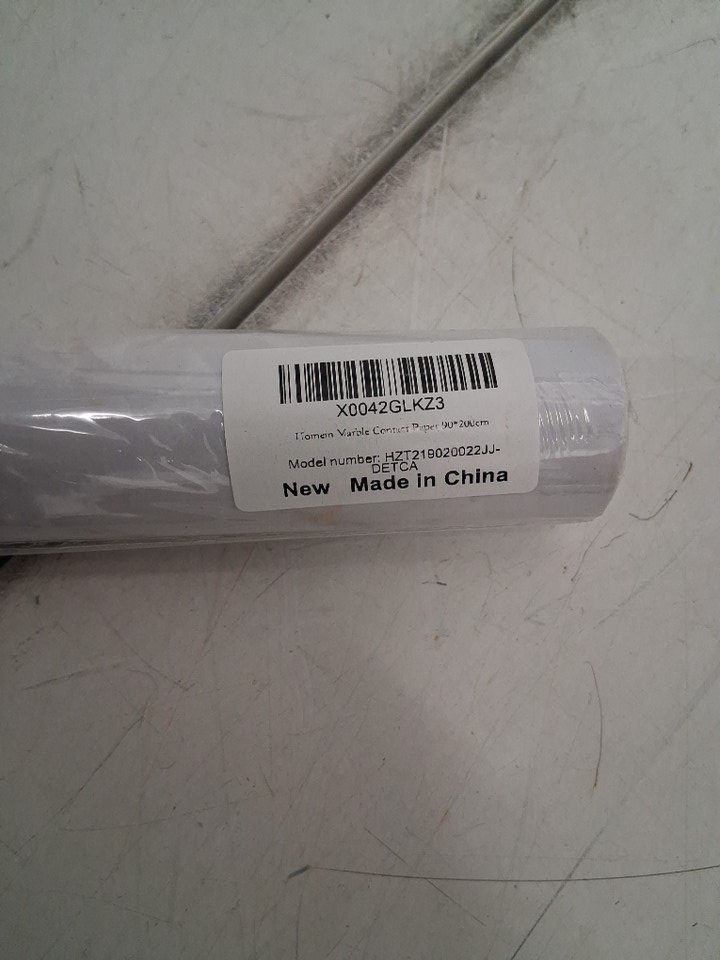 X0042GLKZ3
Homein Marble Contact Paper 90*200cm
Model number: HZT219020022JJ-
DETCA
New Made in China